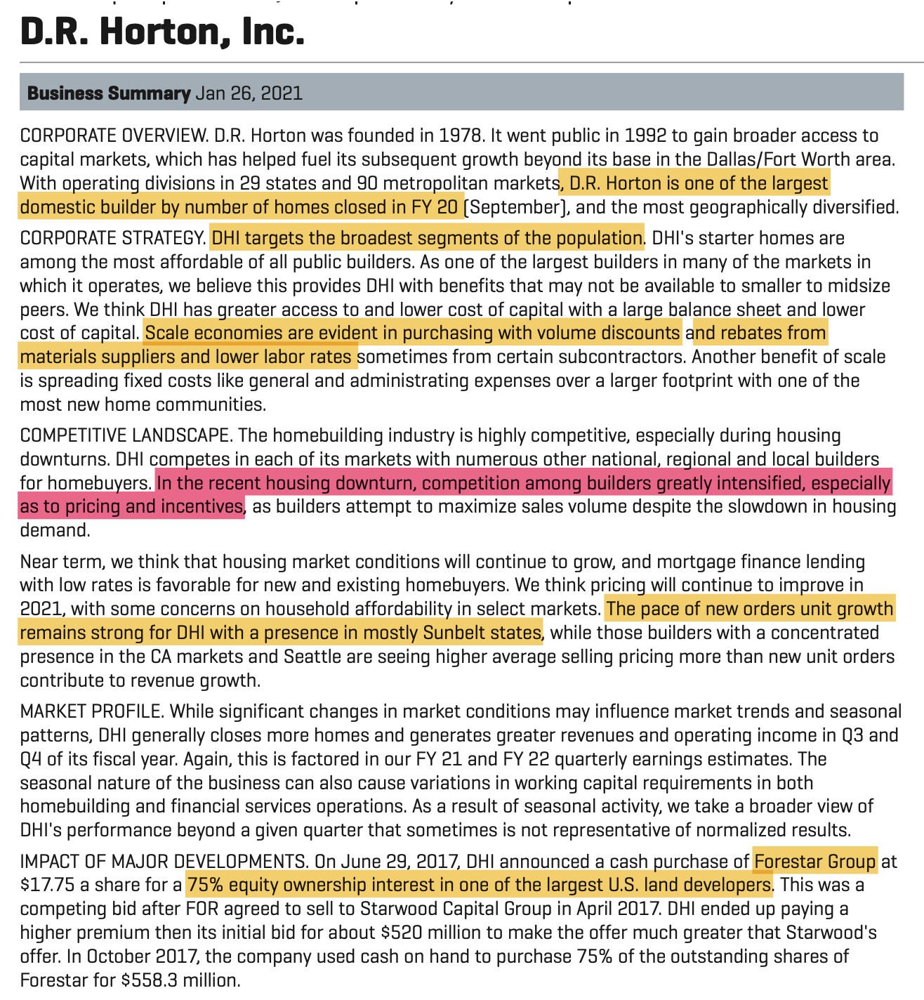 D.R. Horton, Inc.
Business Summary Jan 26, 2021
CORPORATE OVERVIEW. D.R. Horton was founded in 1978. It went public in 1992 to gain broader access to
capital markets, which has helped fuel its subsequent growth beyond its base in the Dallas/Fort Worth area.
With operating divisions in 29 states and 90 metropolitan markets, D.R. Horton is one of the largest
domestic builder by number of homes closed in FY 20 (September), and the most geographically diversified.
CORPORATE STRATEGY. DHI targets the broadest segments of the population. DHI's starter homes are
among the most affordable of all public builders. As one of the largest builders in many of the markets in
which it operates, we believe this provides DHI with benefits that may not be available to smaller to midsize
peers. We think DHI has greater access to and lower cost of capital with a large balance sheet and lower
cost of capital. Scale economies are evident in purchasing with volume discounts and rebates from
materials suppliers and lower labor rates sometimes from certain subcontractors. Another benefit of scale
is spreading fixed costs like general and administrating expenses over a larger footprint with one of the
most new home communities.
COMPETITIVE LANDSCAPE. The homebuilding industry is highly competitive, especially during housing
downturns. DHI competes in each of its markets with numerous other national, regional and local builders
for homebuyers. In the recent housing downturn, competition among builders greatly intensified, especially
as to pricing and incentives, as builders attempt to maximize sales volume despite the slowdown in housing
demand.
Near term, we think that housing market conditions will continue to grow, and mortgage finance lending
with low rates is favorable for new and existing homebuyers. We think pricing will continue to improve in
2021, with some concerns on household affordability in select markets. The pace of new orders unit growth
remains strong for DHI with a presence in mostly Sunbelt states, while those builders with a concentrated
presence in the CA markets and Seattle are seeing higher average selling pricing more than new unit orders
contribute to revenue growth.
MARKET PROFILE. While significant changes in market conditions may influence market trends and seasonal
patterns, DHI generally closes more homes and generates greater revenues and operating income in Q3 and
Q4 of its fiscal year. Again, this is factored in our FY 21 and FY 22 quarterly earnings estimates. The
seasonal nature of the business can also cause variations in working capital requirements in both
homebuilding and financial services operations. As a result of seasonal activity, we take a broader view of
DHI's performance beyond a given quarter that sometimes is not representative of normalized results.
IMPACT OF MAJOR DEVELOPMENTS. On June 29, 2017, DHI announced a cash purchase of Forestar Group at
$17.75 a share for a 75% equity ownership interest in one of the largest U.S. land developers. This was a
competing bid after FOR agreed to sell to Starwood Capital Group in April 2017. DHI ended up paying a
higher premium then its initial bid for about $520 million to make the offer much greater that Starwood's
offer. In October 2017, the company used cash on hand to purchase 75% of the outstanding shares of
Forestar for $558.3 million.